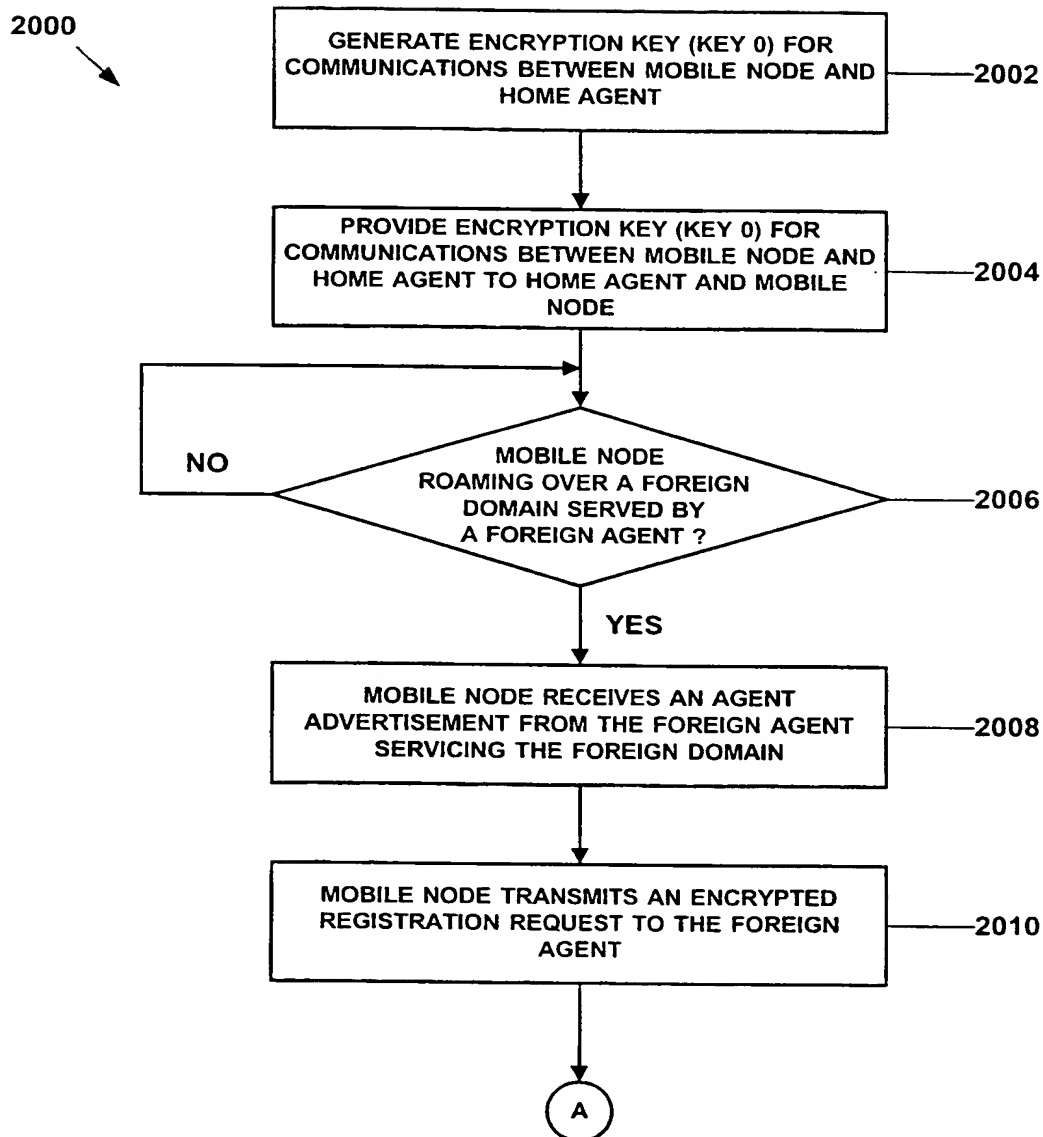 2000
GENERATE ENCRYPTION KEY (KEY 0) FOR
COMMUNICATIONS BETWEEN MOBILE NODE AND
HOME AGENT
2002
PROVIDE ENCRYPTION KEY (KEY 0) FOR
COMMUNICATIONS BETWEEN MOBILE NODE AND
HOME AGENT TO HOME AGENT AND MOBILE
NODE
2004
NO
MOBILE NODE
ROAMING OVER A FOREIGN
DOMAIN SERVED BY
A FOREIGN AGENT ?
2006
YES
MOBILE NODE RECEIVES AN AGENT
ADVERTISEMENT FROM THE FOREIGN AGENT
SERVICING THE FOREIGN DOMAIN
2008
MOBILE NODE TRANSMITS AN ENCRYPTED
REGISTRATION REQUEST TO THE FOREIGN
AGENT
2010
A